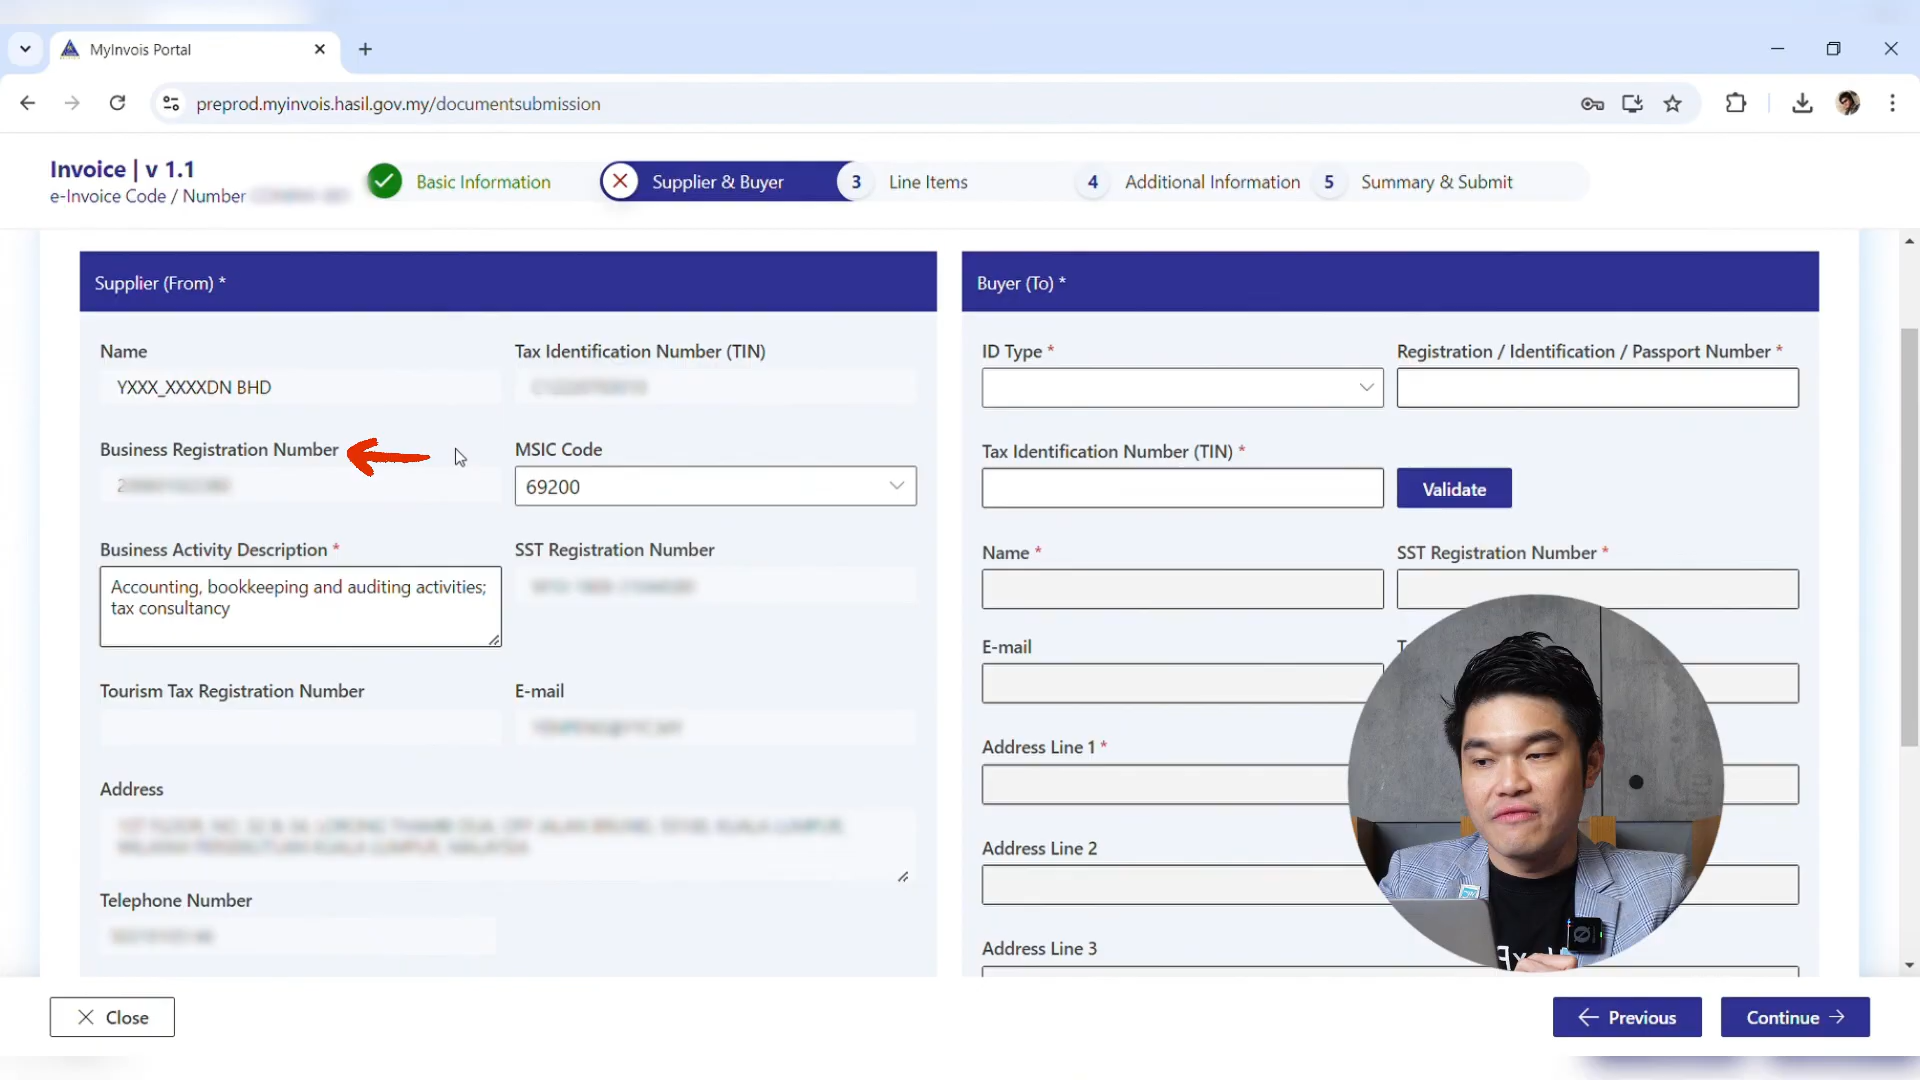 MyInvois Portal
preprod.myinvois.hasil.gov.my/documentsubmission
Invoice | v 1.1
e-Invoice Code / Number
Basic Information
Supplier & Buyer
3 Line Items
4 Additional Information
5 Summary & Submit
Supplier (From) *
Name
YXXX_XXXXDN BHD
Tax Identification Number (TIN)
Business Registration Number
MSIC Code
69200
Business Activity Description *
Accounting, bookkeeping and auditing activities;
tax consultancy
SST Registration Number
Tourism Tax Registration Number
E-mail
Address
Telephone Number
Buyer (To) *
ID Type *
Registration / Identification / Passport Number *
Tax Identification Number (TIN) *
Validate
Name *
SST Registration Number *
E-mail
Address Line 1 *
Address Line 2
Address Line 3
Close
Previous
Continue